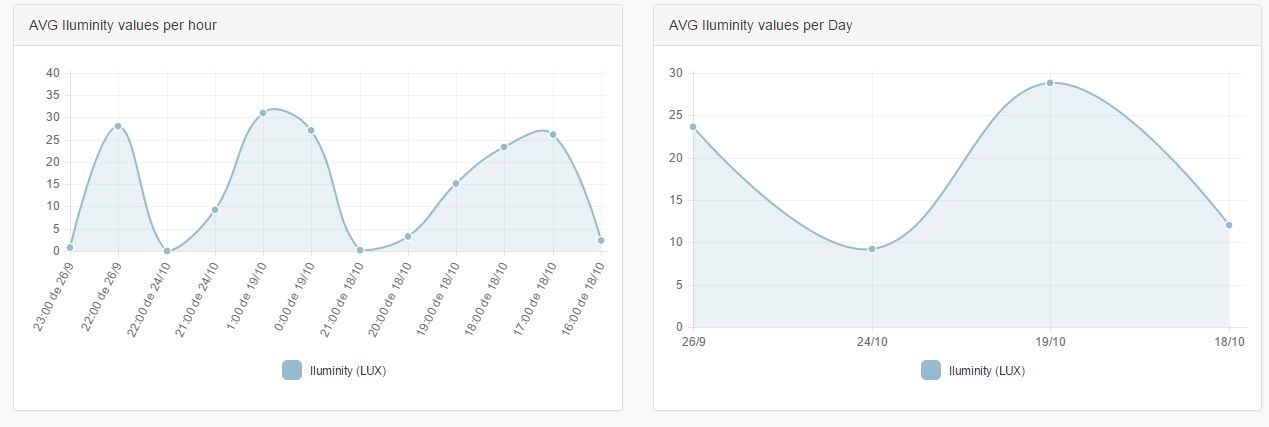 AVG Iluminity values per hour
40
35
30
25
20
15
10
5
0
23:00 de 26/9
22:00 de 26/9
22:00 de 24/10
21:00 de 24/10
1:00 de 19/10
0:00 de 19/10
21:00 de 18/10
20:00 de 18/10
19:00 de 18/10
18:00 de 18/10
17:00 de 18/10
16:00 de 18/10
Iluminity (LUX)
AVG Iluminity values per Day
30
25
20
15
10
5
0
26/9
24/10
19/10
18/10
Iluminity (LUX)